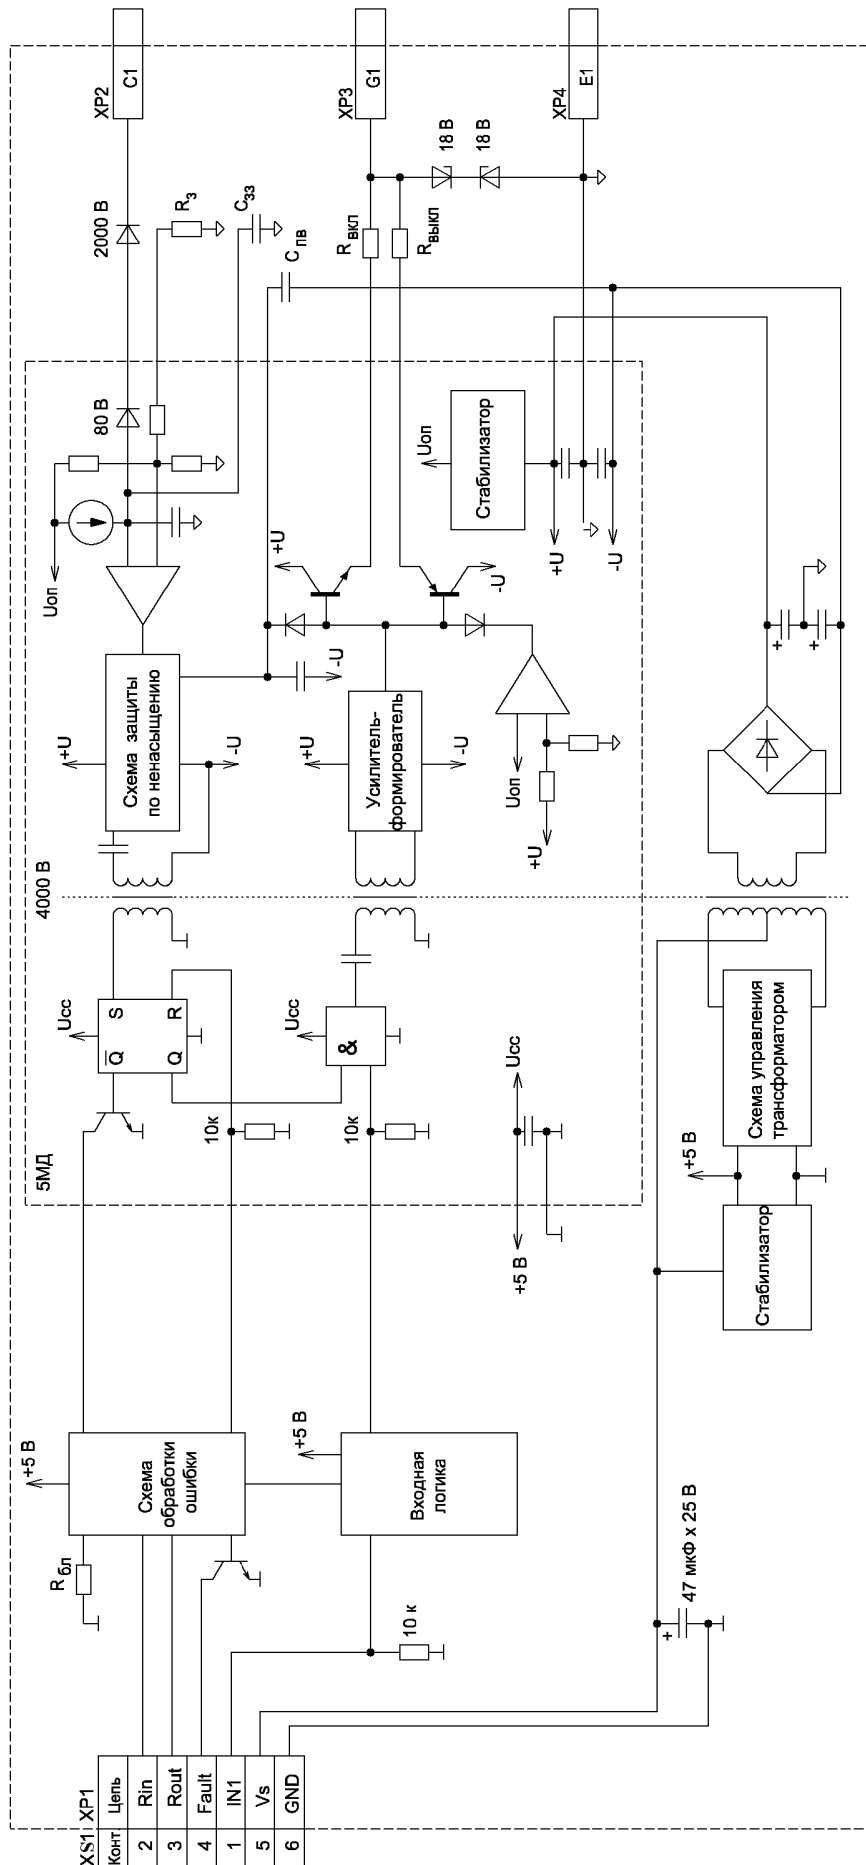 XS1 XP1
Конт Цепь
2 Rin
3 Rout
4 Fault
1 IN1
5 Vs
6 GND
Rбл
+5 В
Схема
обработки
ошибки
10 к
+5 В
Входная
логика
47 мкФ x 25 В
+
5МД
4000 В
Ucc
Q S
Q R
10к
Ucc
&
10к
+5 В
Ucc
+5 В
Стабилизатор
Схема управления
трансформатором
+U
Схема защиты
по ненасыщению
-U
-U
+U
Усилитель-
формирователь
-U
Uоп
+U
Uоп
+U
-U
80 В
2000 В
Rз
Cзз
Cпв
Rвкл
Rвыкл
Uоп
Стабилизатор
+U
-U
+
+
18 В
18 В
XP2
C1
XP3
G1
XP4
E1